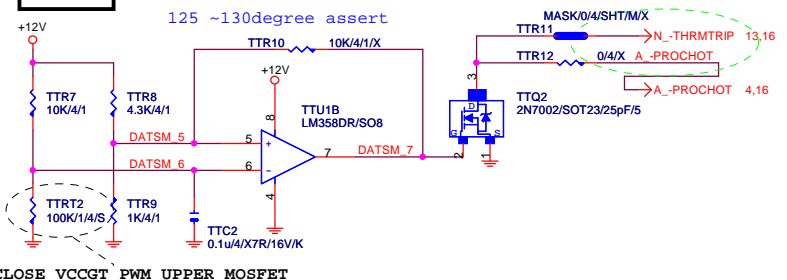 125 ~130degree assert
MASK/0/4/SHT/M/X
+12V
TTR11
N_-THRMTRIP 13,16
TTR10 10K/4/1/X
TTR12 0/4/X A_-PROCHOT
+12V
3
A_-PROCHOT 4,16
TTR7
10K/4/1
TTR8
4.3K/4/1
TTU1B
LM358DR/SO8
D
G
S
TTQ2
2N7002/SOT23/25pF/5
8
DATSM_5
5
+
7
DATSM_7
2
1
DATSM_6
6
-
4
TTRT2
100K/1/4/S
TTR9
1K/4/1
TTC2
0.1u/4/X7R/16V/K
CLOSE VCCGT PWM UPPER MOSFET